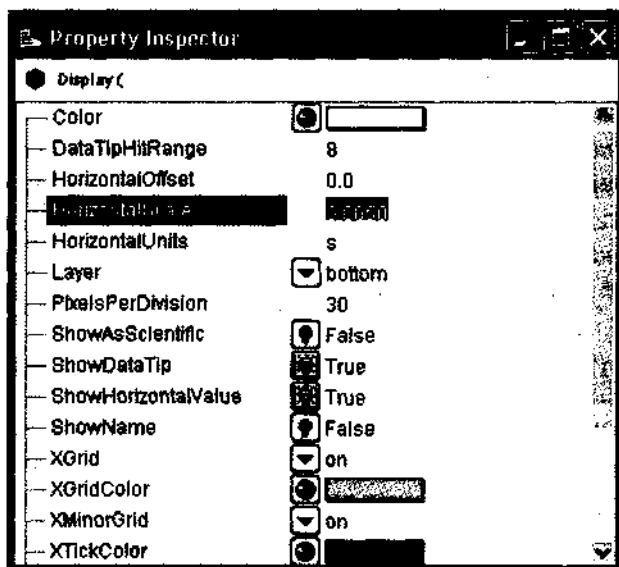 Property Inspector
Display (
Color
DataTipHitRange 8
HorizontalOffset 0.0
HorizontalUnits s
Layer bottom
PixelsPerDivision 30
ShowAsScientific False
ShowDataTip True
ShowHorizontalValue True
ShowName False
XGrid on
XGridColor
XMinorGrid on
XTickColor